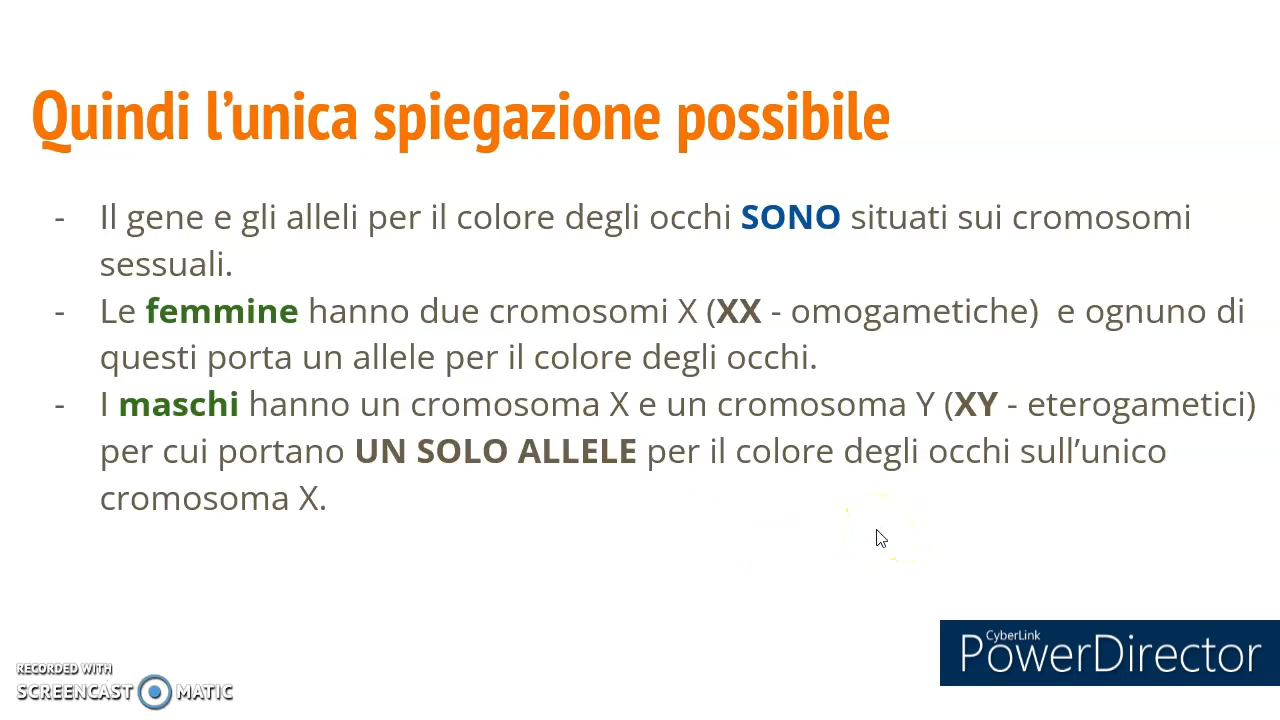 Quindi l’unica spiegazione possibile
- Il gene e gli alleli per il colore degli occhi SONO situati sui cromosomi
sessuali.
- Le femmine hanno due cromosomi X (XX - omogametiche) e ognuno di
questi porta un allele per il colore degli occhi.
- I maschi hanno un cromosoma X e un cromosoma Y (XY - eterogametici)
per cui portano UN SOLO ALLELE per il colore degli occhi sull’unico
cromosoma X.
RECORDED WITH
SCREENCAST MATIC
CyberLink
PowerDirector